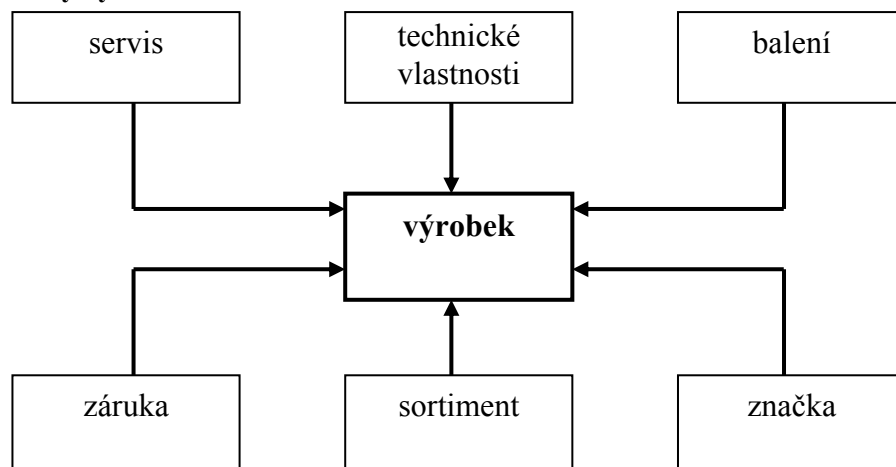 servis
technické
vlastnosti
balení
výrobek
záruka
sortiment
značka